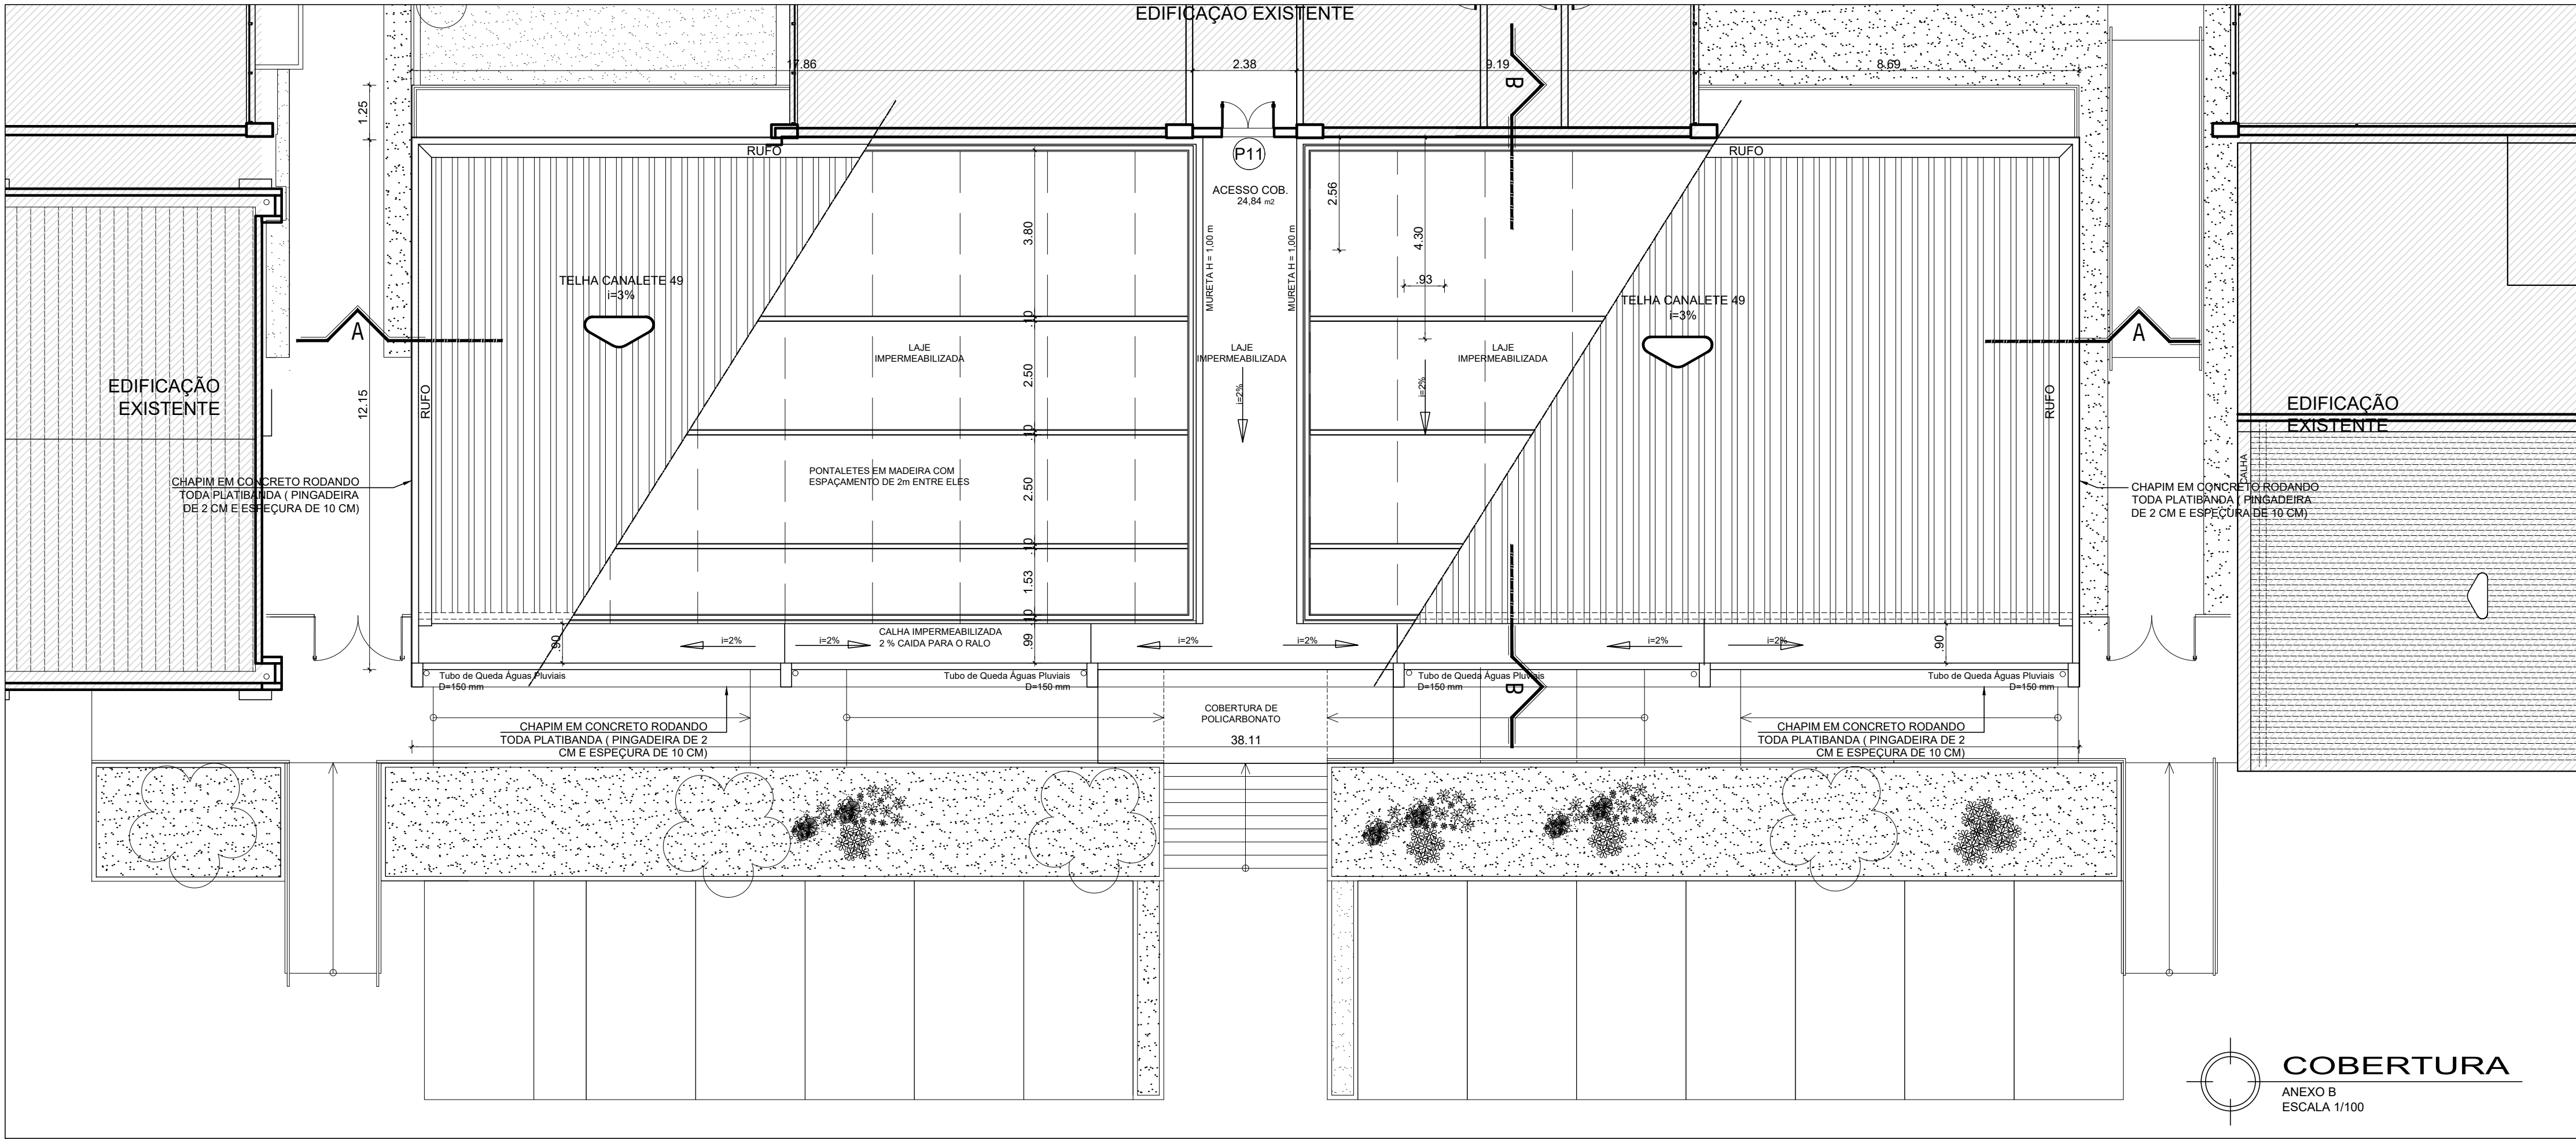 EDIFICAÇÃO EXISTENTE
17.86
2.38
9.19
8.69
B
1.25
RUFO
P11
RUFO
ACESSO COB.
24,84 m2
2.56
3.80
MURETA H = 1,00 m
MURETA H = 1,00 m
4.30
.93
TELHA CANALETE 49
i=3%
TELHA CANALETE 49
i=3%
.10
A
A
LAJE
IMPERMEABILIZADA
LAJE
IMPERMEABILIZADA
LAJE
IMPERMEABILIZADA
EDIFICAÇÃO
EXISTENTE
12.15
RUFO
2.50
i=2%
i=2%
RUFO
EDIFICAÇÃO
EXISTENTE
.10
PONTALETES EM MADEIRA COM
ESPAÇAMENTO DE 2m ENTRE ELES
2.50
CALHA
CHAPIM EM CONCRETO RODANDO
TODA PLATIBANDA ( PINGADEIRA
DE 2 CM E ESPEÇURA DE 10 CM)
CHAPIM EM CONCRETO RODANDO
TODA PLATIBANDA ( PINGADEIRA
DE 2 CM E ESPEÇURA DE 10 CM)
.10
1.53
.10
.90
i=2%
i=2%
CALHA IMPERMEABILIZADA
2 % CAIDA PARA O RALO
.99
i=2%
i=2%
i=2%
i=2%
.90
Tubo de Queda Águas Pluviais
D=150 mm
Tubo de Queda Águas Pluviais
D=150 mm
Tubo de Queda Águas Pluviais
D=150 mm
Tubo de Queda Águas Pluviais
D=150 mm
B
COBERTURA DE
POLICARBONATO
38.11
CHAPIM EM CONCRETO RODANDO
TODA PLATIBANDA ( PINGADEIRA DE 2
CM E ESPEÇURA DE 10 CM)
CHAPIM EM CONCRETO RODANDO
TODA PLATIBANDA ( PINGADEIRA DE 2
CM E ESPEÇURA DE 10 CM)
COBERTURA
ANEXO B
ESCALA 1/100